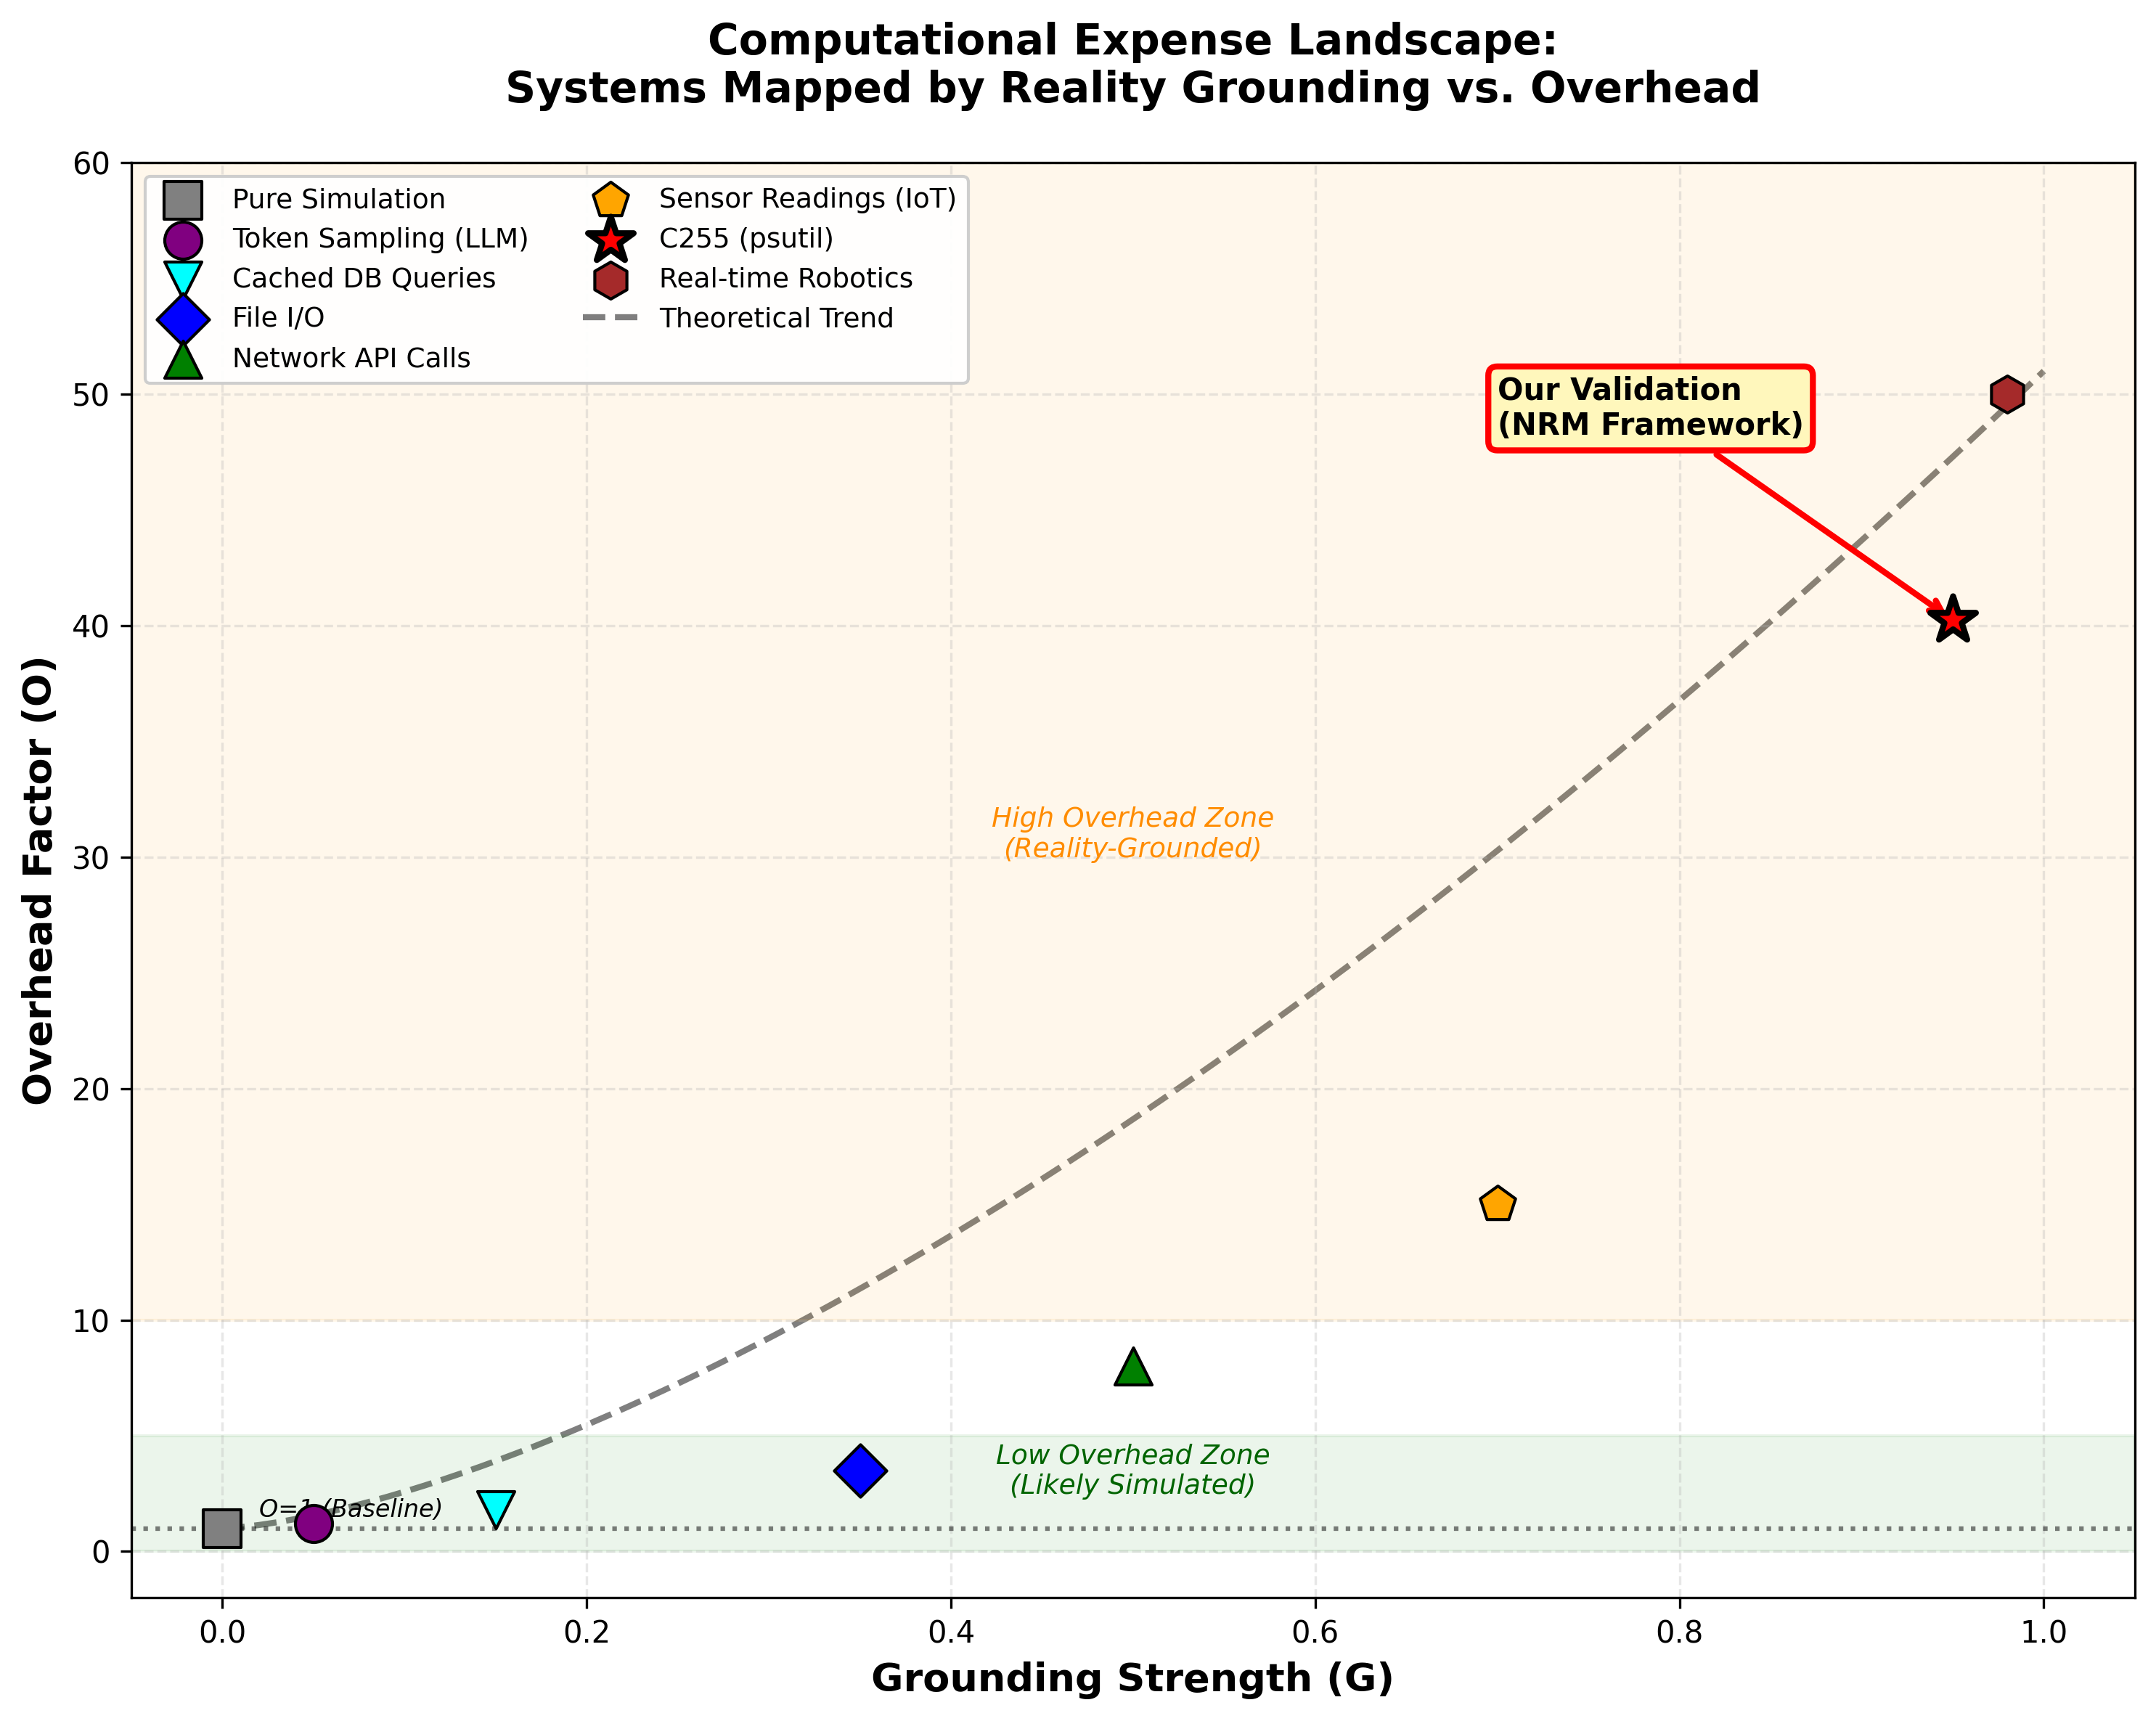 Computational Expense Landscape:
Systems Mapped by Reality Grounding vs. Overhead
Overhead Factor (O)
60
50
40
30
20
10
0
Pure Simulation
Token Sampling (LLM)
Cached DB Queries
File I/O
Network API Calls
Sensor Readings (IoT)
C255 (psutil)
Real-time Robotics
Theoretical Trend
Our Validation
(NRM Framework)
High Overhead Zone
(Reality-Grounded)
Low Overhead Zone
(Likely Simulated)
O=1 (Baseline)
0.0
0.2
0.4
0.6
0.8
1.0
Grounding Strength (G)